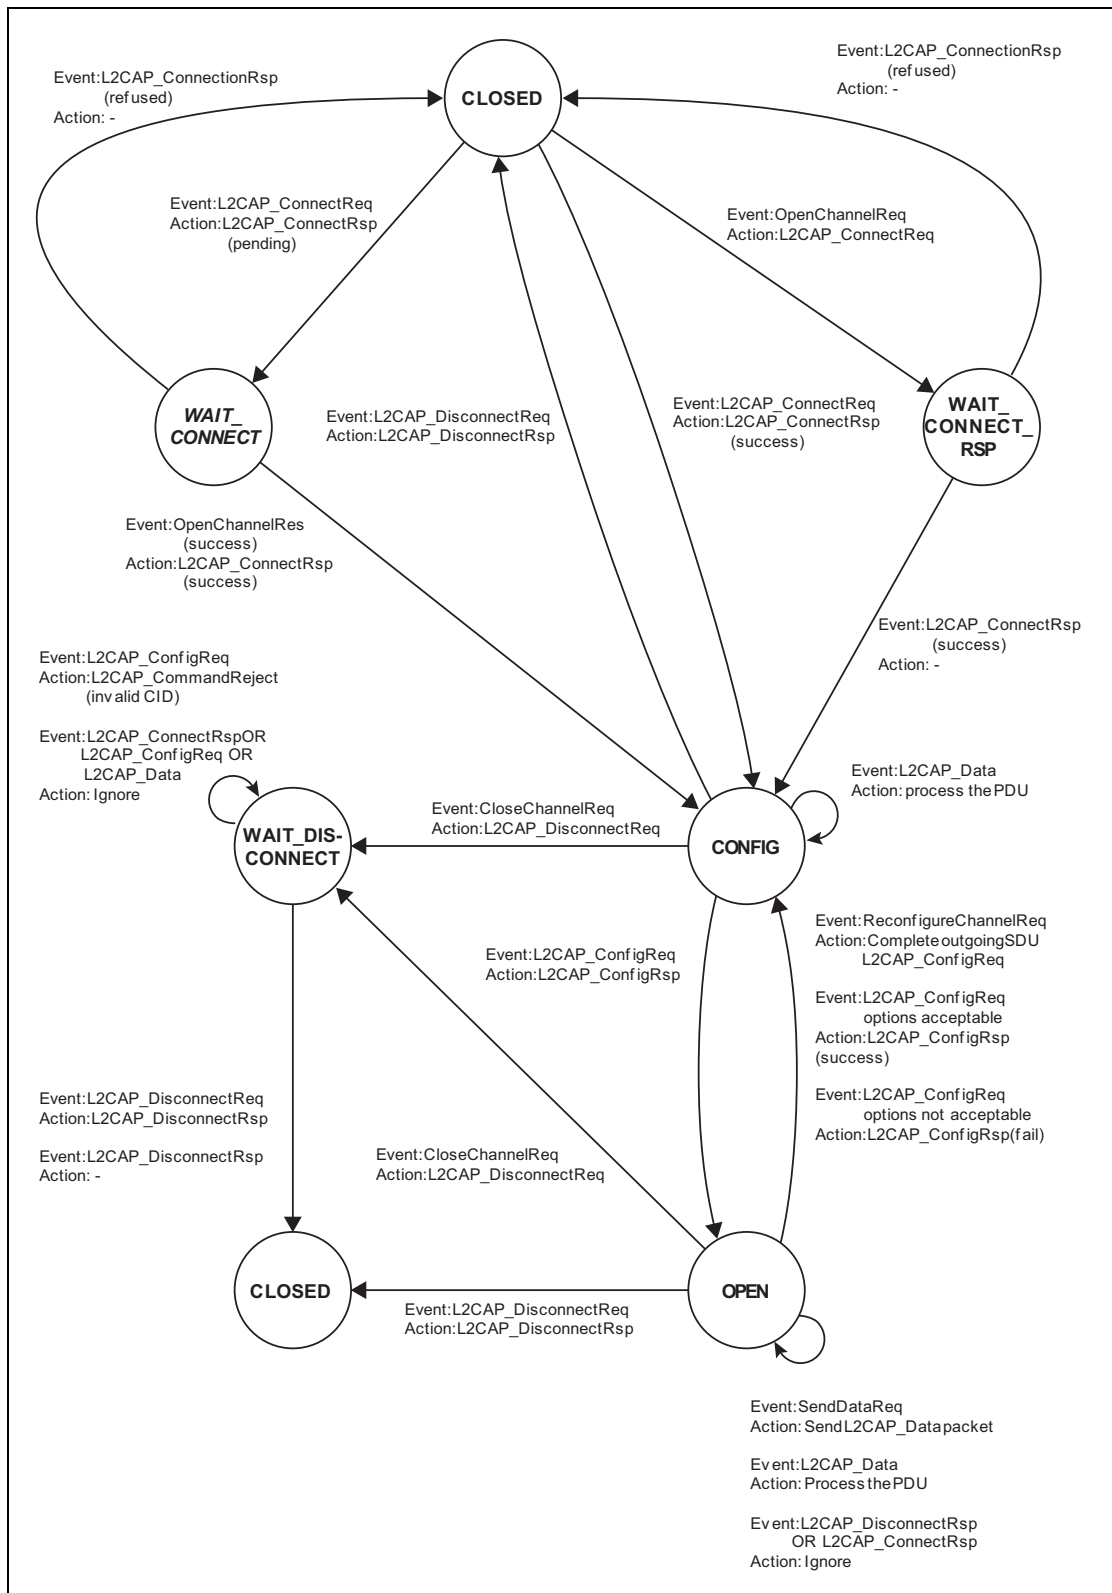 Event:L2CAP_ConnectionRsp
(refused)
Action: -
CLOSED
Event:L2CAP_ConnectionRsp
(refused)
Action: -
Event:L2CAP_ConnectReq
Action:L2CAP_ConnectRsp
(pending)
Event:OpenChannelReq
Action:L2CAP_ConnectReq
WAIT_
CONNECT
Event:L2CAP_DisconnectReq
Action:L2CAP_DisconnectRsp
Event:L2CAP_ConnectReq
Action:L2CAP_ConnectRsp
(success)
WAIT_
CONNECT_
RSP
Event:OpenChannelRes
(success)
Action:L2CAP_ConnectRsp
(success)
Event:L2CAP_ConnectRsp
(success)
Action: -
Event:L2CAP_ConfigReq
Action:L2CAP_CommandReject
(invalid CID)
Event:L2CAP_ConnectRspOR
L2CAP_ConfigReq OR
L2CAP_Data
Action: Ignore
Event:L2CAP_Data
Action: process the PDU
WAIT_DIS-
CONNECT
Event:CloseChannelReq
Action:L2CAP_DisconnectReq
CONFIG
Event:L2CAP_ConfigReq
Action:L2CAP_ConfigRsp
Event:ReconfigureChannelReq
Action:Complete outgoing SDU
L2CAP_ConfigReq
Event:L2CAP_ConfigReq
options acceptable
Action:L2CAP_ConfigRsp
(success)
Event:L2CAP_ConfigReq
options not acceptable
Action:L2CAP_ConfigRsp(fail)
Event:L2CAP_DisconnectReq
Action:L2CAP_DisconnectRsp
Event:L2CAP_DisconnectRsp
Action: -
Event:CloseChannelReq
Action:L2CAP_DisconnectReq
CLOSED
Event:L2CAP_DisconnectReq
Action:L2CAP_DisconnectRsp
OPEN
Event:SendDataReq
Action: Send L2CAP_Data packet
Event:L2CAP_Data
Action: Process the PDU
Event:L2CAP_DisconnectRsp
OR L2CAP_ConnectRsp
Action: Ignore